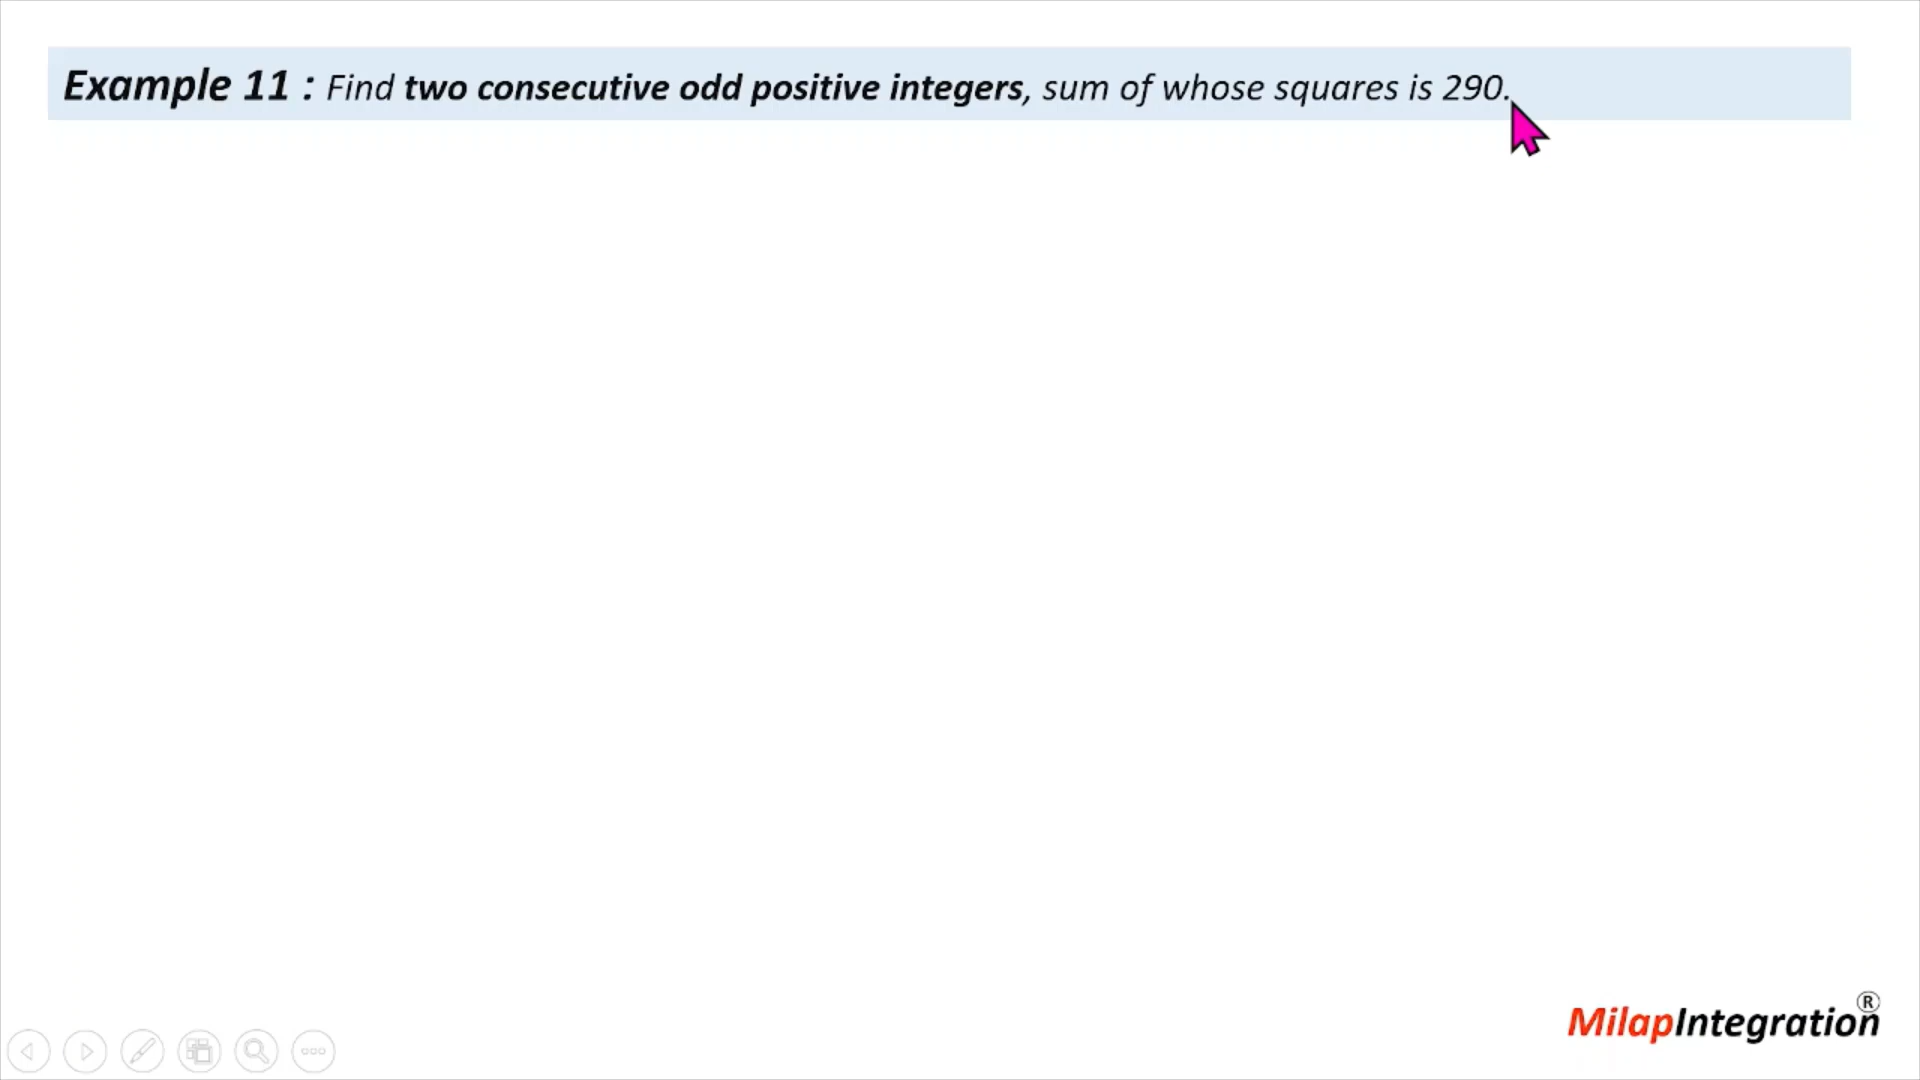 Example 11 : Find two consecutive odd positive integers, sum of whose squares is 290.
MilapIntegration®